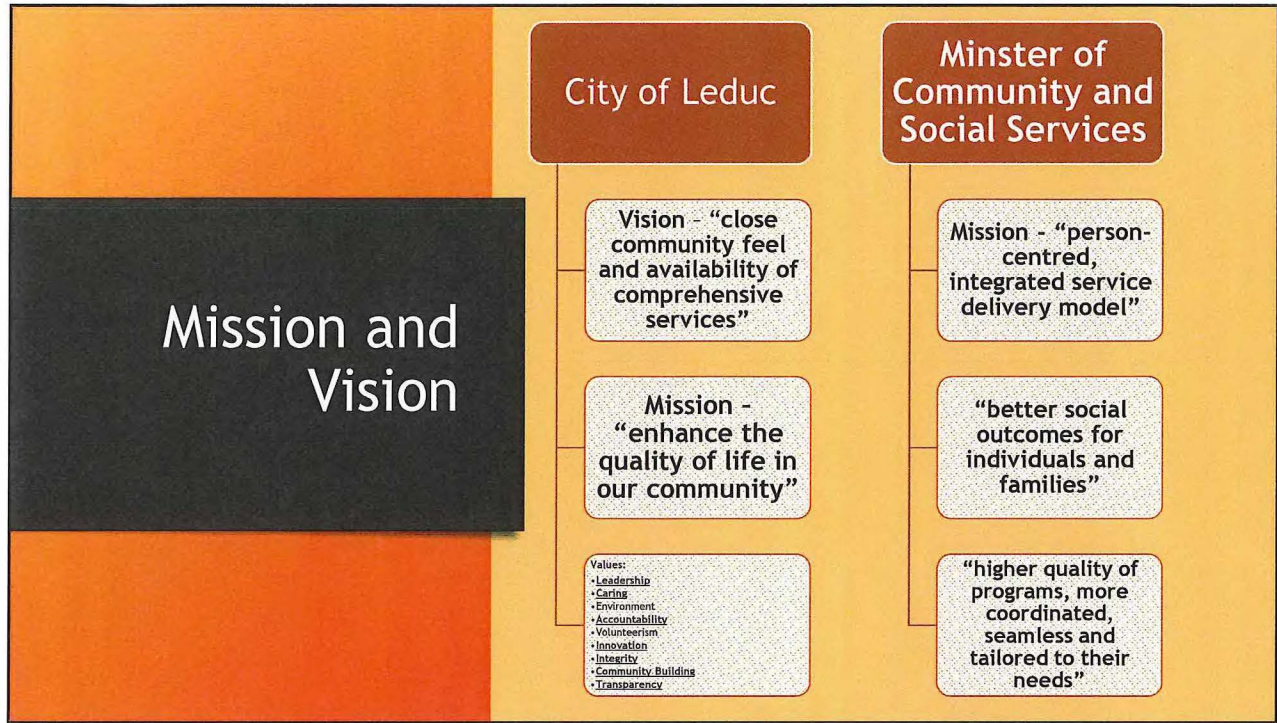 Mission and
Vision
City of Leduc
Vision - “close
community feel
and availability of
comprehensive
services”
Mission –
“enhance the
quality of life in
our community”
Values:
•Leadership
•Caring
•Environment
•Accountability
•Volunteerism
•Innovation
•Integrity
•Community Building
•Transparency
Minster of
Community and
Social Services
Mission - “person-
centred,
integrated service
delivery model”
“better social
outcomes for
individuals and
families”
“higher quality of
programs, more
coordinated,
seamless and
tailored to their
needs”